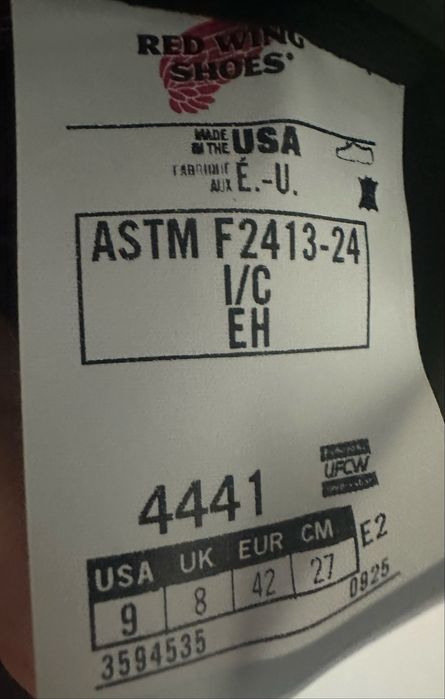 RED WING
SHOES
MADE IN THE USA
FABRIQUÉ AUX É.-U.
ASTM F2413-24
I/C
EH
UFCW
4441
USA UK EUR CM E2
9 8 42 27
3594535 0925